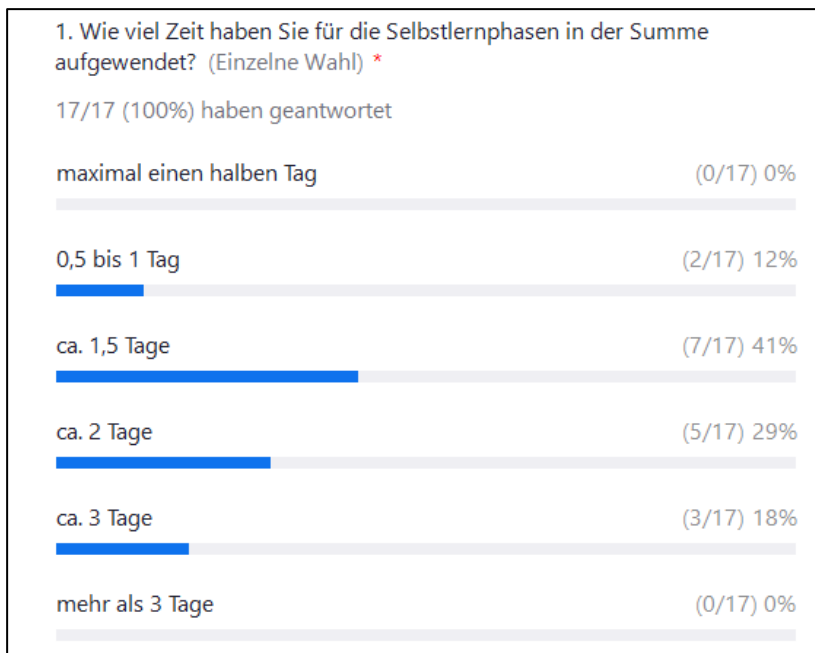 1. Wie viel Zeit haben Sie für die Selbstlernphasen in der Summe
aufgewendet? (Einzelne Wahl) *
17/17 (100%) haben geantwortet
maximal einen halben Tag (0/17) 0%
0,5 bis 1 Tag (2/17) 12%
ca. 1,5 Tage (7/17) 41%
ca. 2 Tage (5/17) 29%
ca. 3 Tage (3/17) 18%
mehr als 3 Tage (0/17) 0%